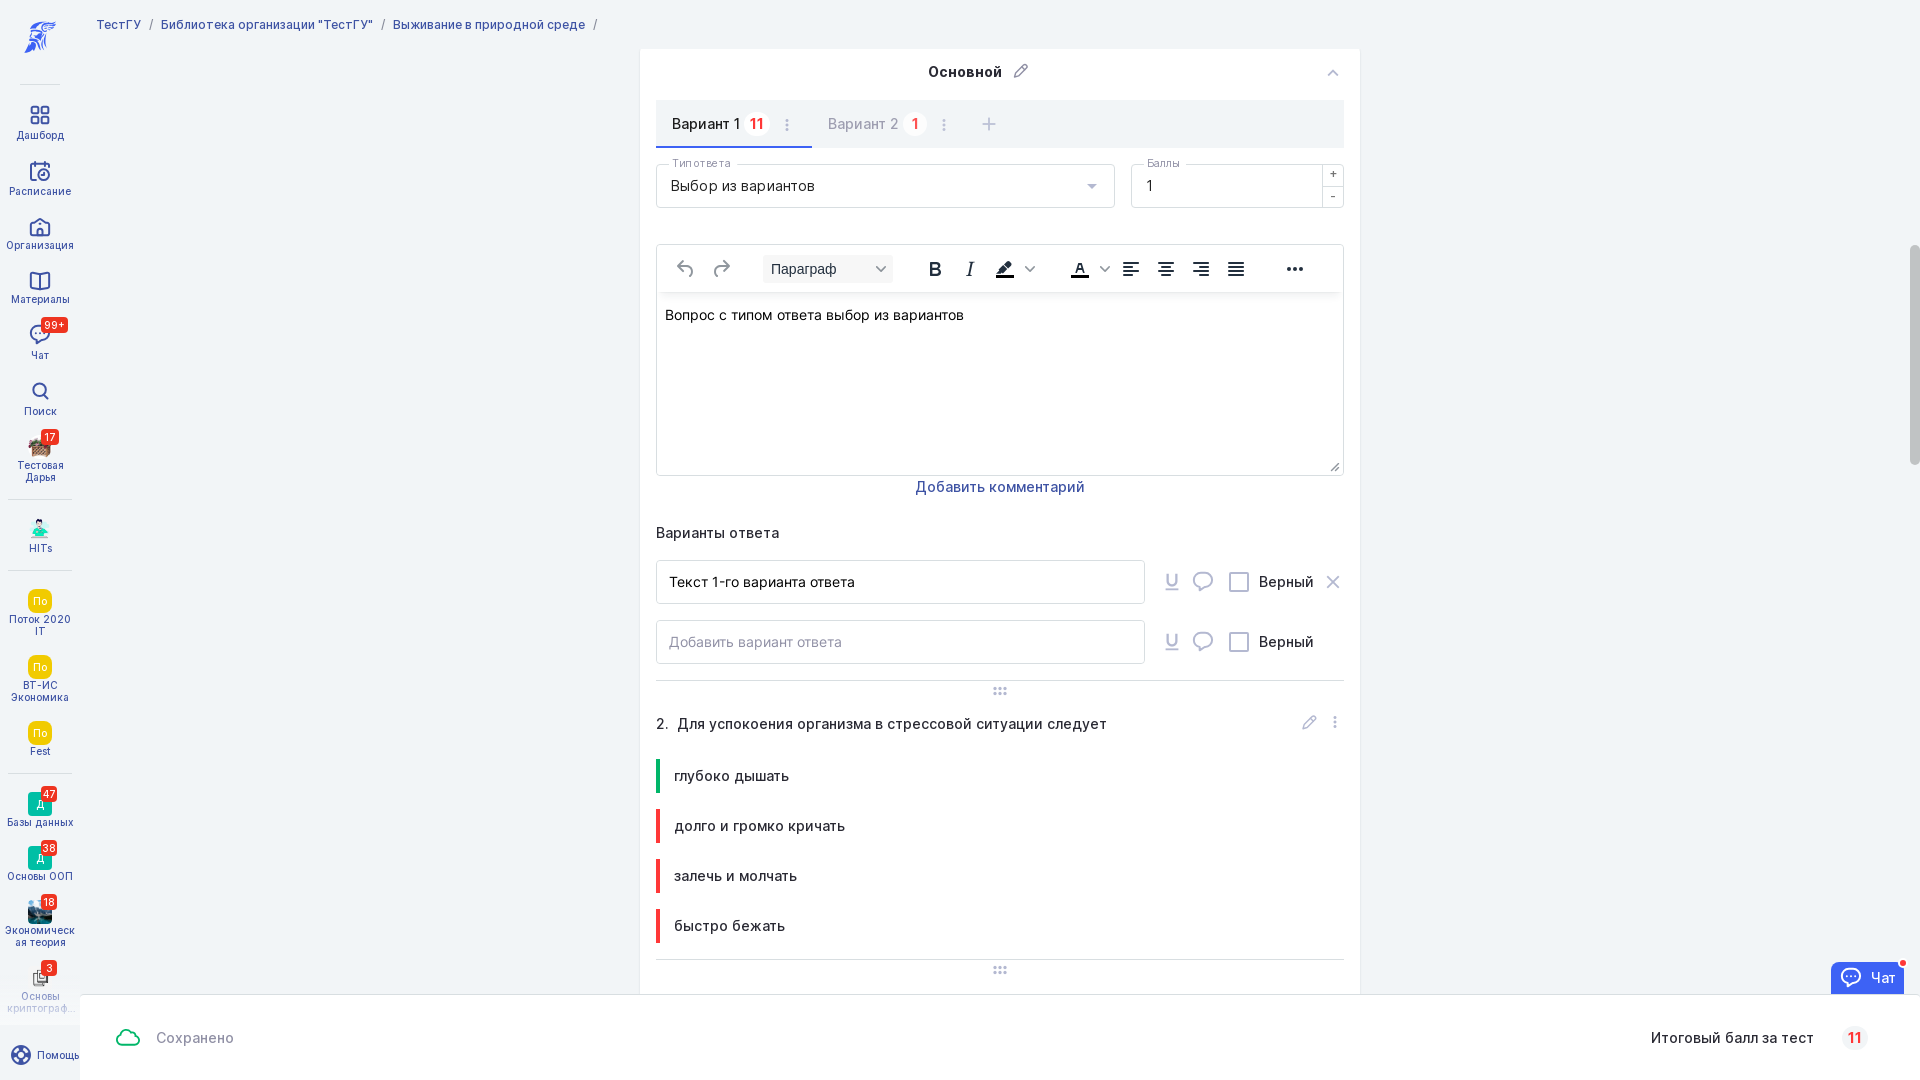 ТестГУ / Библиотека организации "ТестГУ" / Выживание в природной среде /
Дашборд
Расписание
Организация
Материалы
99+
Чат
Поиск
17
Тестовая
Дарья
HITs
По
Поток 2020
IT
По
ВТ-ИС
Экономика
По
Fest
47
Д
Базы данных
38
Д
Основы ООП
18
Экономическ
ая теория
3
Основы
криптограф...
Помощь
Основной
Вариант 1 11
Вариант 2 1
Тип ответа
Выбор из вариантов
Баллы
1
+
-
Параграф
Вопрос с типом ответа выбор из вариантов
Добавить комментарий
Варианты ответа
Текст 1-го варианта ответа
Верный
Добавить вариант ответа
Верный
2. Для успокоения организма в стрессовой ситуации следует
глубоко дышать
долго и громко кричать
залечь и молчать
быстро бежать
Чат
Сохранено
Итоговый балл за тест 11